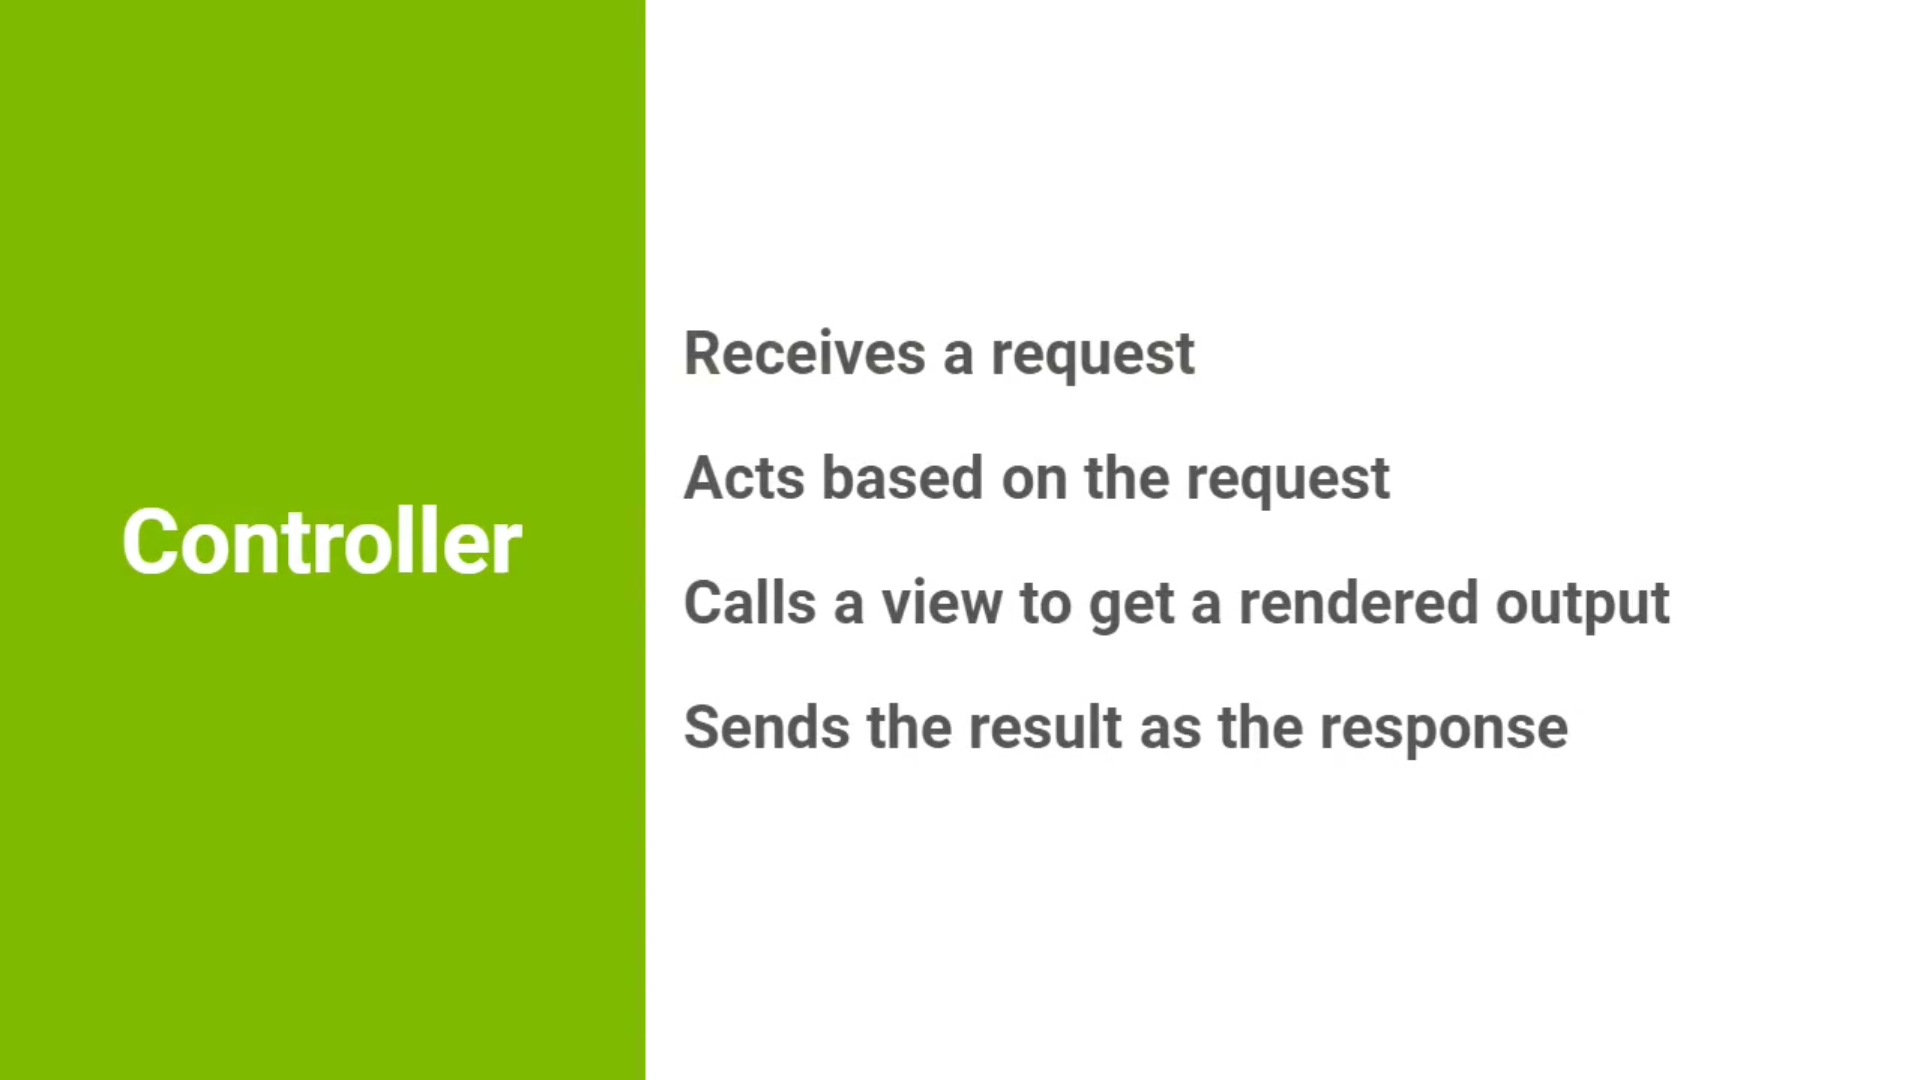 Controller
Receives a request
Acts based on the request
Calls a view to get a rendered output
Sends the result as the response